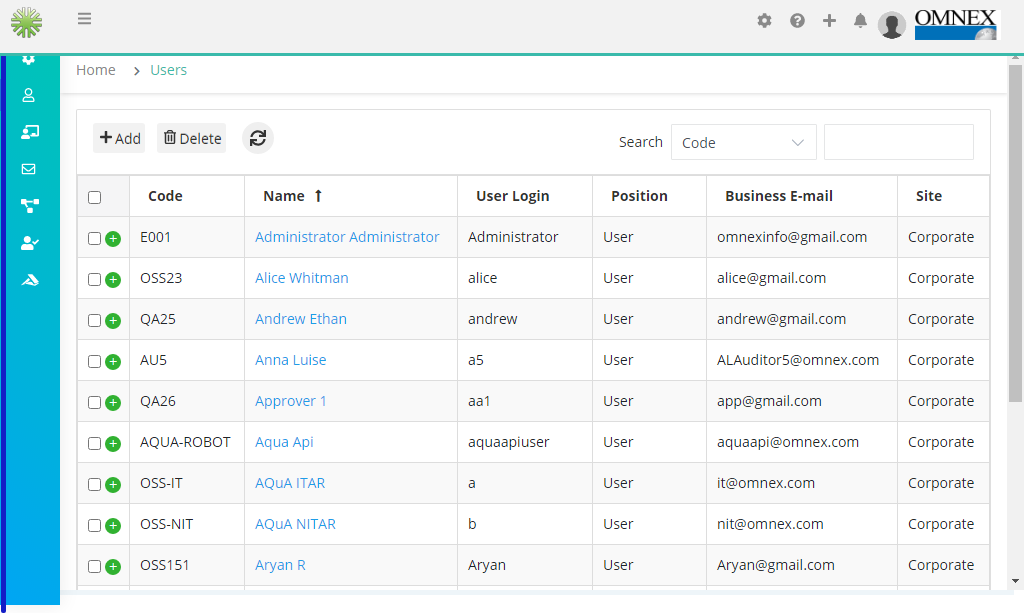 OMNEX
Home > Users
+ Add Delete Search Code
Code Name ↑ User Login Position Business E-mail Site
E001 Administrator Administrator Administrator User omnexinfo@gmail.com Corporate
OSS23 Alice Whitman alice User alice@gmail.com Corporate
QA25 Andrew Ethan andrew User andrew@gmail.com Corporate
AU5 Anna Luise a5 User ALAuditor5@omnex.com Corporate
QA26 Approver 1 aa1 User app@gmail.com Corporate
AQUA-ROBOT Aqua Api aquaapiuser User aquaapi@omnex.com Corporate
OSS-IT AQuA ITAR a User it@omnex.com Corporate
OSS-NIT AQuA NITAR b User nit@omnex.com Corporate
OSS151 Aryan R Aryan User Aryan@gmail.com Corporate